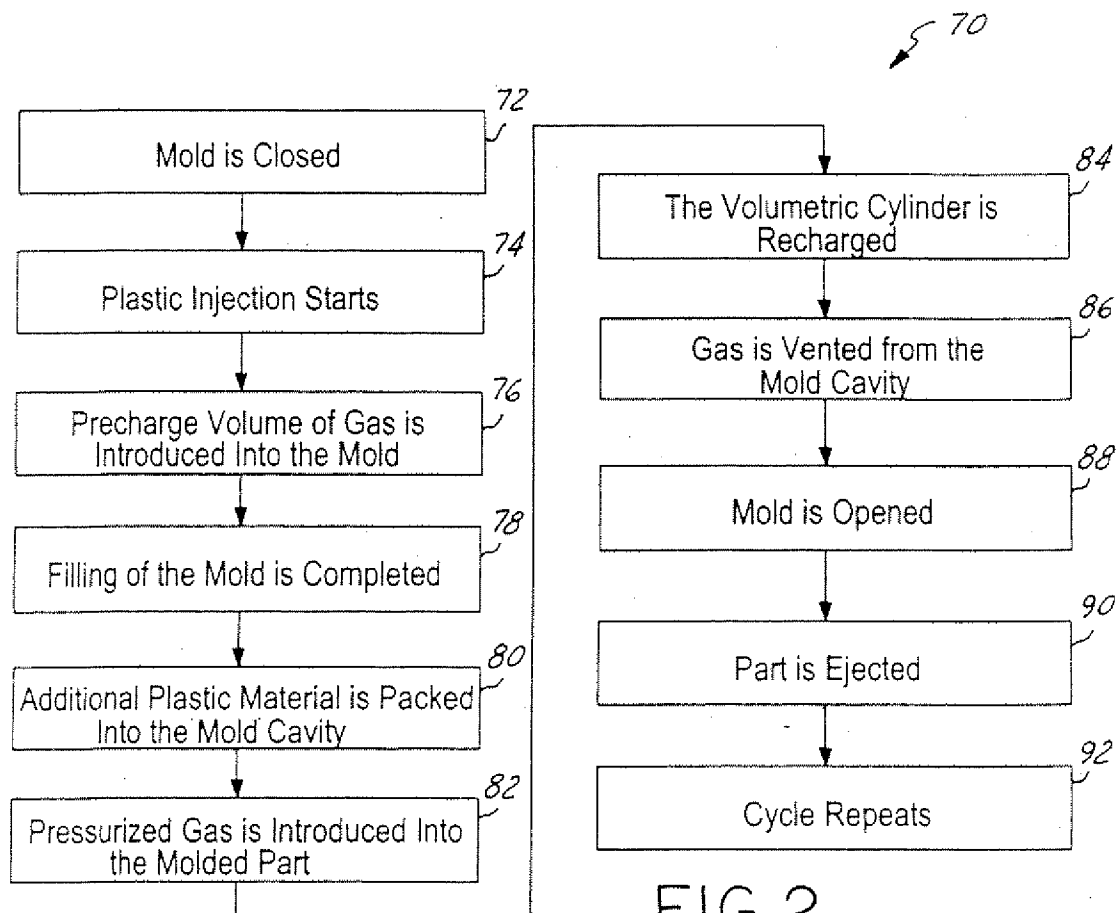 70
72
Mold is Closed
74
Plastic Injection Starts
76
Precharge Volume of Gas is
Introduced Into the Mold
78
Filling of the Mold is Completed
80
Additional Plastic Material is Packed
Into the Mold Cavity
82
Pressurized Gas is Introduced Into
the Molded Part
84
The Volumetric Cylinder is
Recharged
86
Gas is Vented from the
Mold Cavity
88
Mold is Opened
90
Part is Ejected
92
Cycle Repeats
FIG. 2